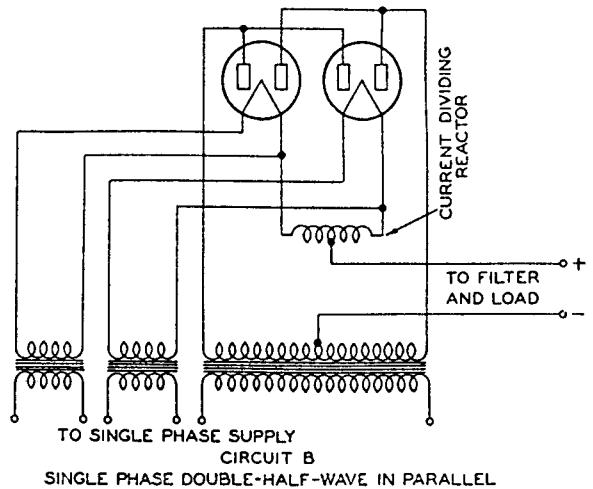 CURRENT DIVIDING
REACTOR
+
TO FILTER
AND LOAD
-
TO SINGLE PHASE SUPPLY
CIRCUIT B
SINGLE PHASE DOUBLE-HALF-WAVE IN PARALLEL